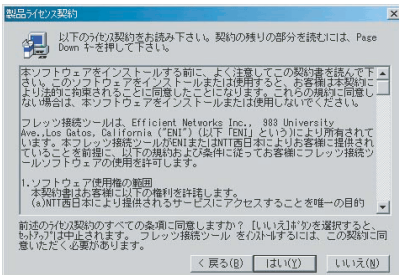 製品ライセンス契約
以下のライセンス契約をお読み下さい。契約の残りの部分を読むには、Page
Down キーを押して下さい。
本ソフトウェアをインストールする前に、よく注意してこの契約書を読んで下
さい。このソフトウェアをインストールまたは使用すると、お客様は本契約に
より法的に拘束されることに同意したことになります。これらの規約に同意し
ない場合は、本ソフトウェアをインストールまたは使用しないでください。
フレッツ接続ツールは、Efficient Networks Inc., 983 University
Ave.,Los Gatos, California ("ENI") (以下「ENI」という)により所有されて
います。本フレッツ接続ツールがENIまたはNTT西日本によりお客様に提供され
ていることを前提に、以下の規約および条件に従ってお客様にフレッツ接続ツ
ールソフトウェアの使用を許可します。
1.ソフトウェア使用権の範囲
本契約書はお客様に以下の権利を許諾します。
(a)NTT西日本により提供されるサービスにアクセスすることを唯一の目的
前述のライセンス契約のすべての条項に同意しますか? [いいえ]ボタンを選択すると、
セットアップは中止されます。 フレッツ接続ツール をインストールするには、この契約に同
意いただく必要があります。
< 戻る(B)
はい(Y)
いいえ(N)